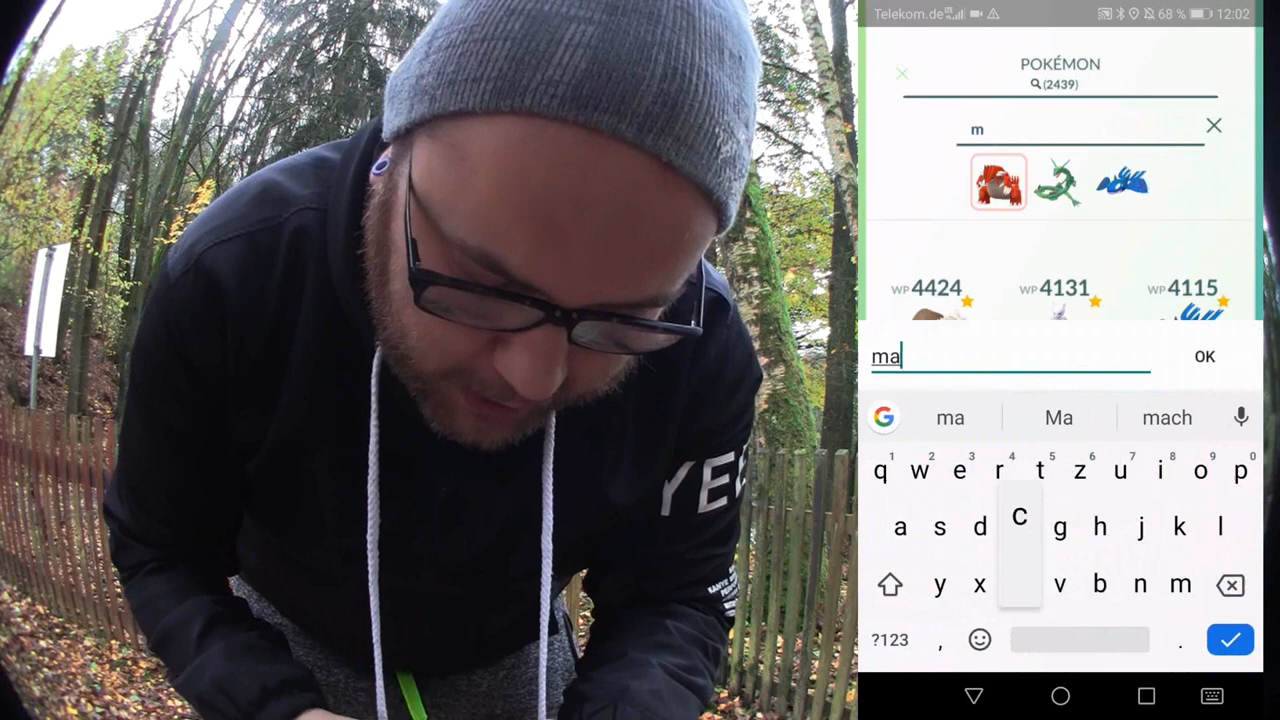 Telekom.de 68 % 12:02
POKÉMON
(2439)
m
WP 4424 WP 4131 WP 4115
ma OK
ma Ma mach
1 2 3 4 5 6 7 8 9 0
q w e r t z u i o p
a s d c g h j k l
y x v b n m
?123 , .
YEE